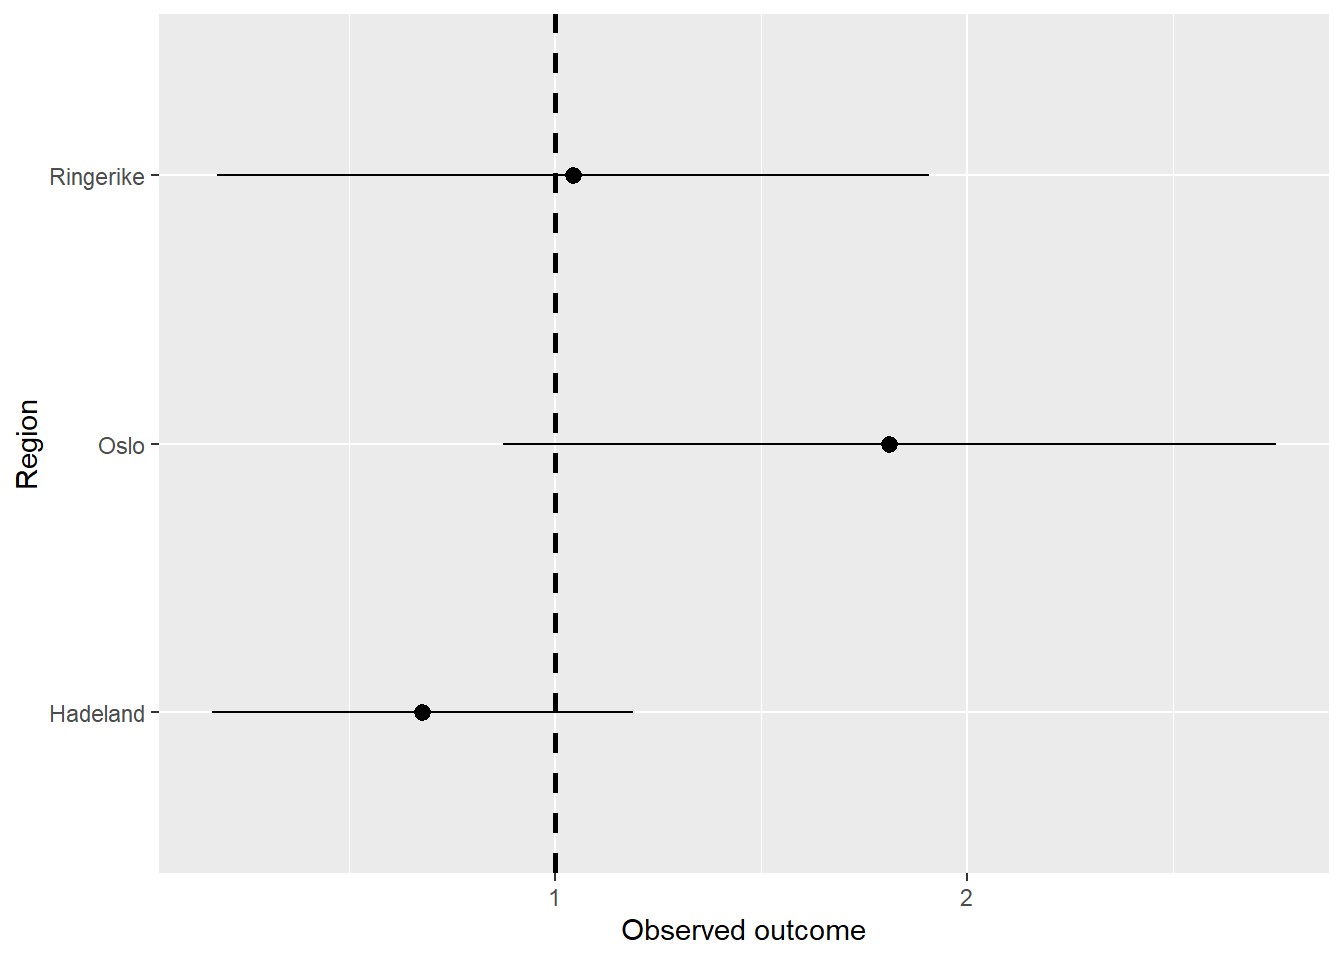 Ringerike
Oslo
Hadeland
Region
1
2
Observed outcome